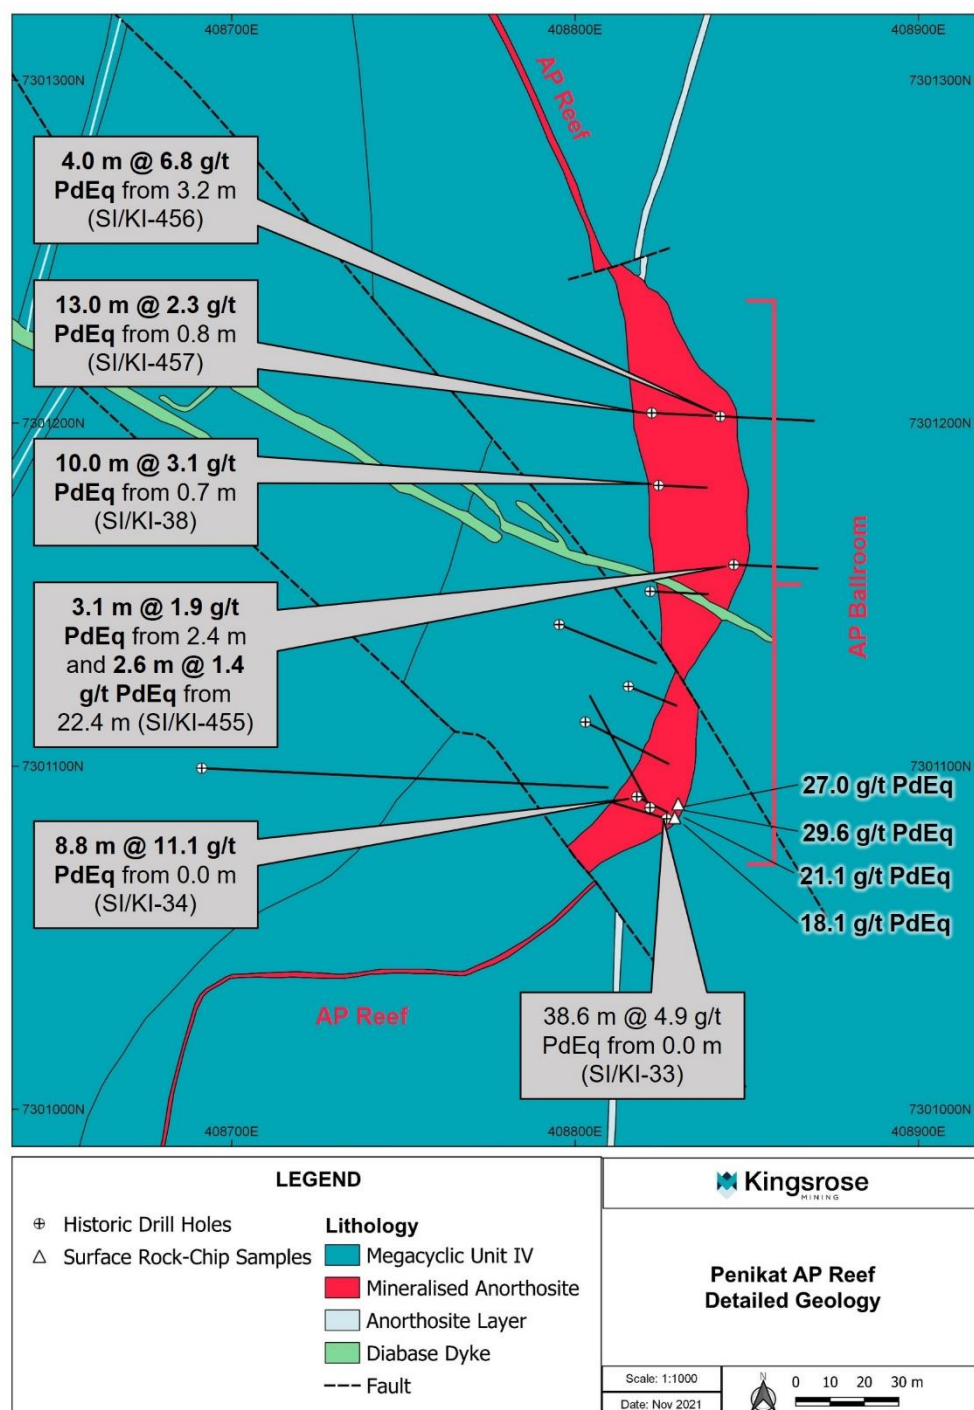 408700E
408800E
408900E
7301300N
7301300N
AP Reef
4.0 m @ 6.8 g/t
PdEq from 3.2 m
(SI/KI-456)
13.0 m @ 2.3 g/t
PdEq from 0.8 m
(SI/KI-457)
7301200N
7301200N
10.0 m @ 3.1 g/t
PdEq from 0.7 m
(SI/KI-38)
AP Ballroom
3.1 m @ 1.9 g/t
PdEq from 2.4 m
and 2.6 m @ 1.4
g/t PdEq from
22.4 m (SI/KI-455)
7301100N
7301100N
27.0 g/t PdEq
29.6 g/t PdEq
21.1 g/t PdEq
18.1 g/t PdEq
8.8 m @ 11.1 g/t
PdEq from 0.0 m
(SI/KI-34)
AP Reef
38.6 m @ 4.9 g/t
PdEq from 0.0 m
(SI/KI-33)
7301000N
7301000N
408700E
408800E
408900E
LEGEND
Historic Drill Holes
Surface Rock-Chip Samples
Lithology
Megacyclic Unit IV
Mineralised Anorthosite
Anorthosite Layer
Diabase Dyke
Fault
Kingsrose
MINING
Penikat AP Reef
Detailed Geology
Scale: 1:1000
Date: Nov 2021
N
0 10 20 30 m